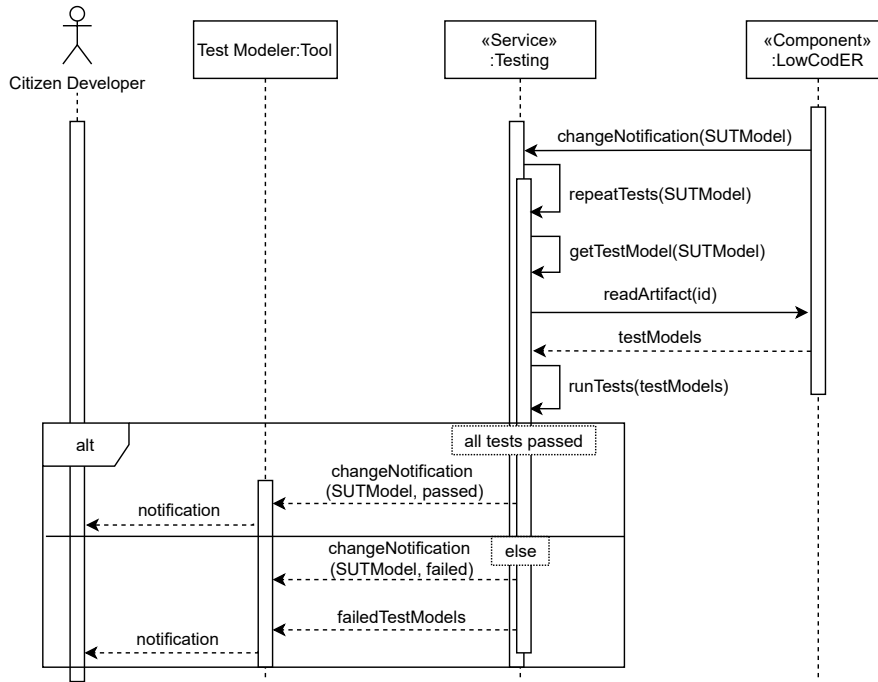 Citizen Developer
Test Modeler:Tool
«Service»
:Testing
«Component»
:LowCodER
changeNotification(SUTModel)
repeatTests(SUTModel)
getTestModel(SUTModel)
readArtifact(id)
testModels
runTests(testModels)
alt
all tests passed
changeNotification
(SUTModel, passed)
notification
else
changeNotification
(SUTModel, failed)
failedTestModels
notification